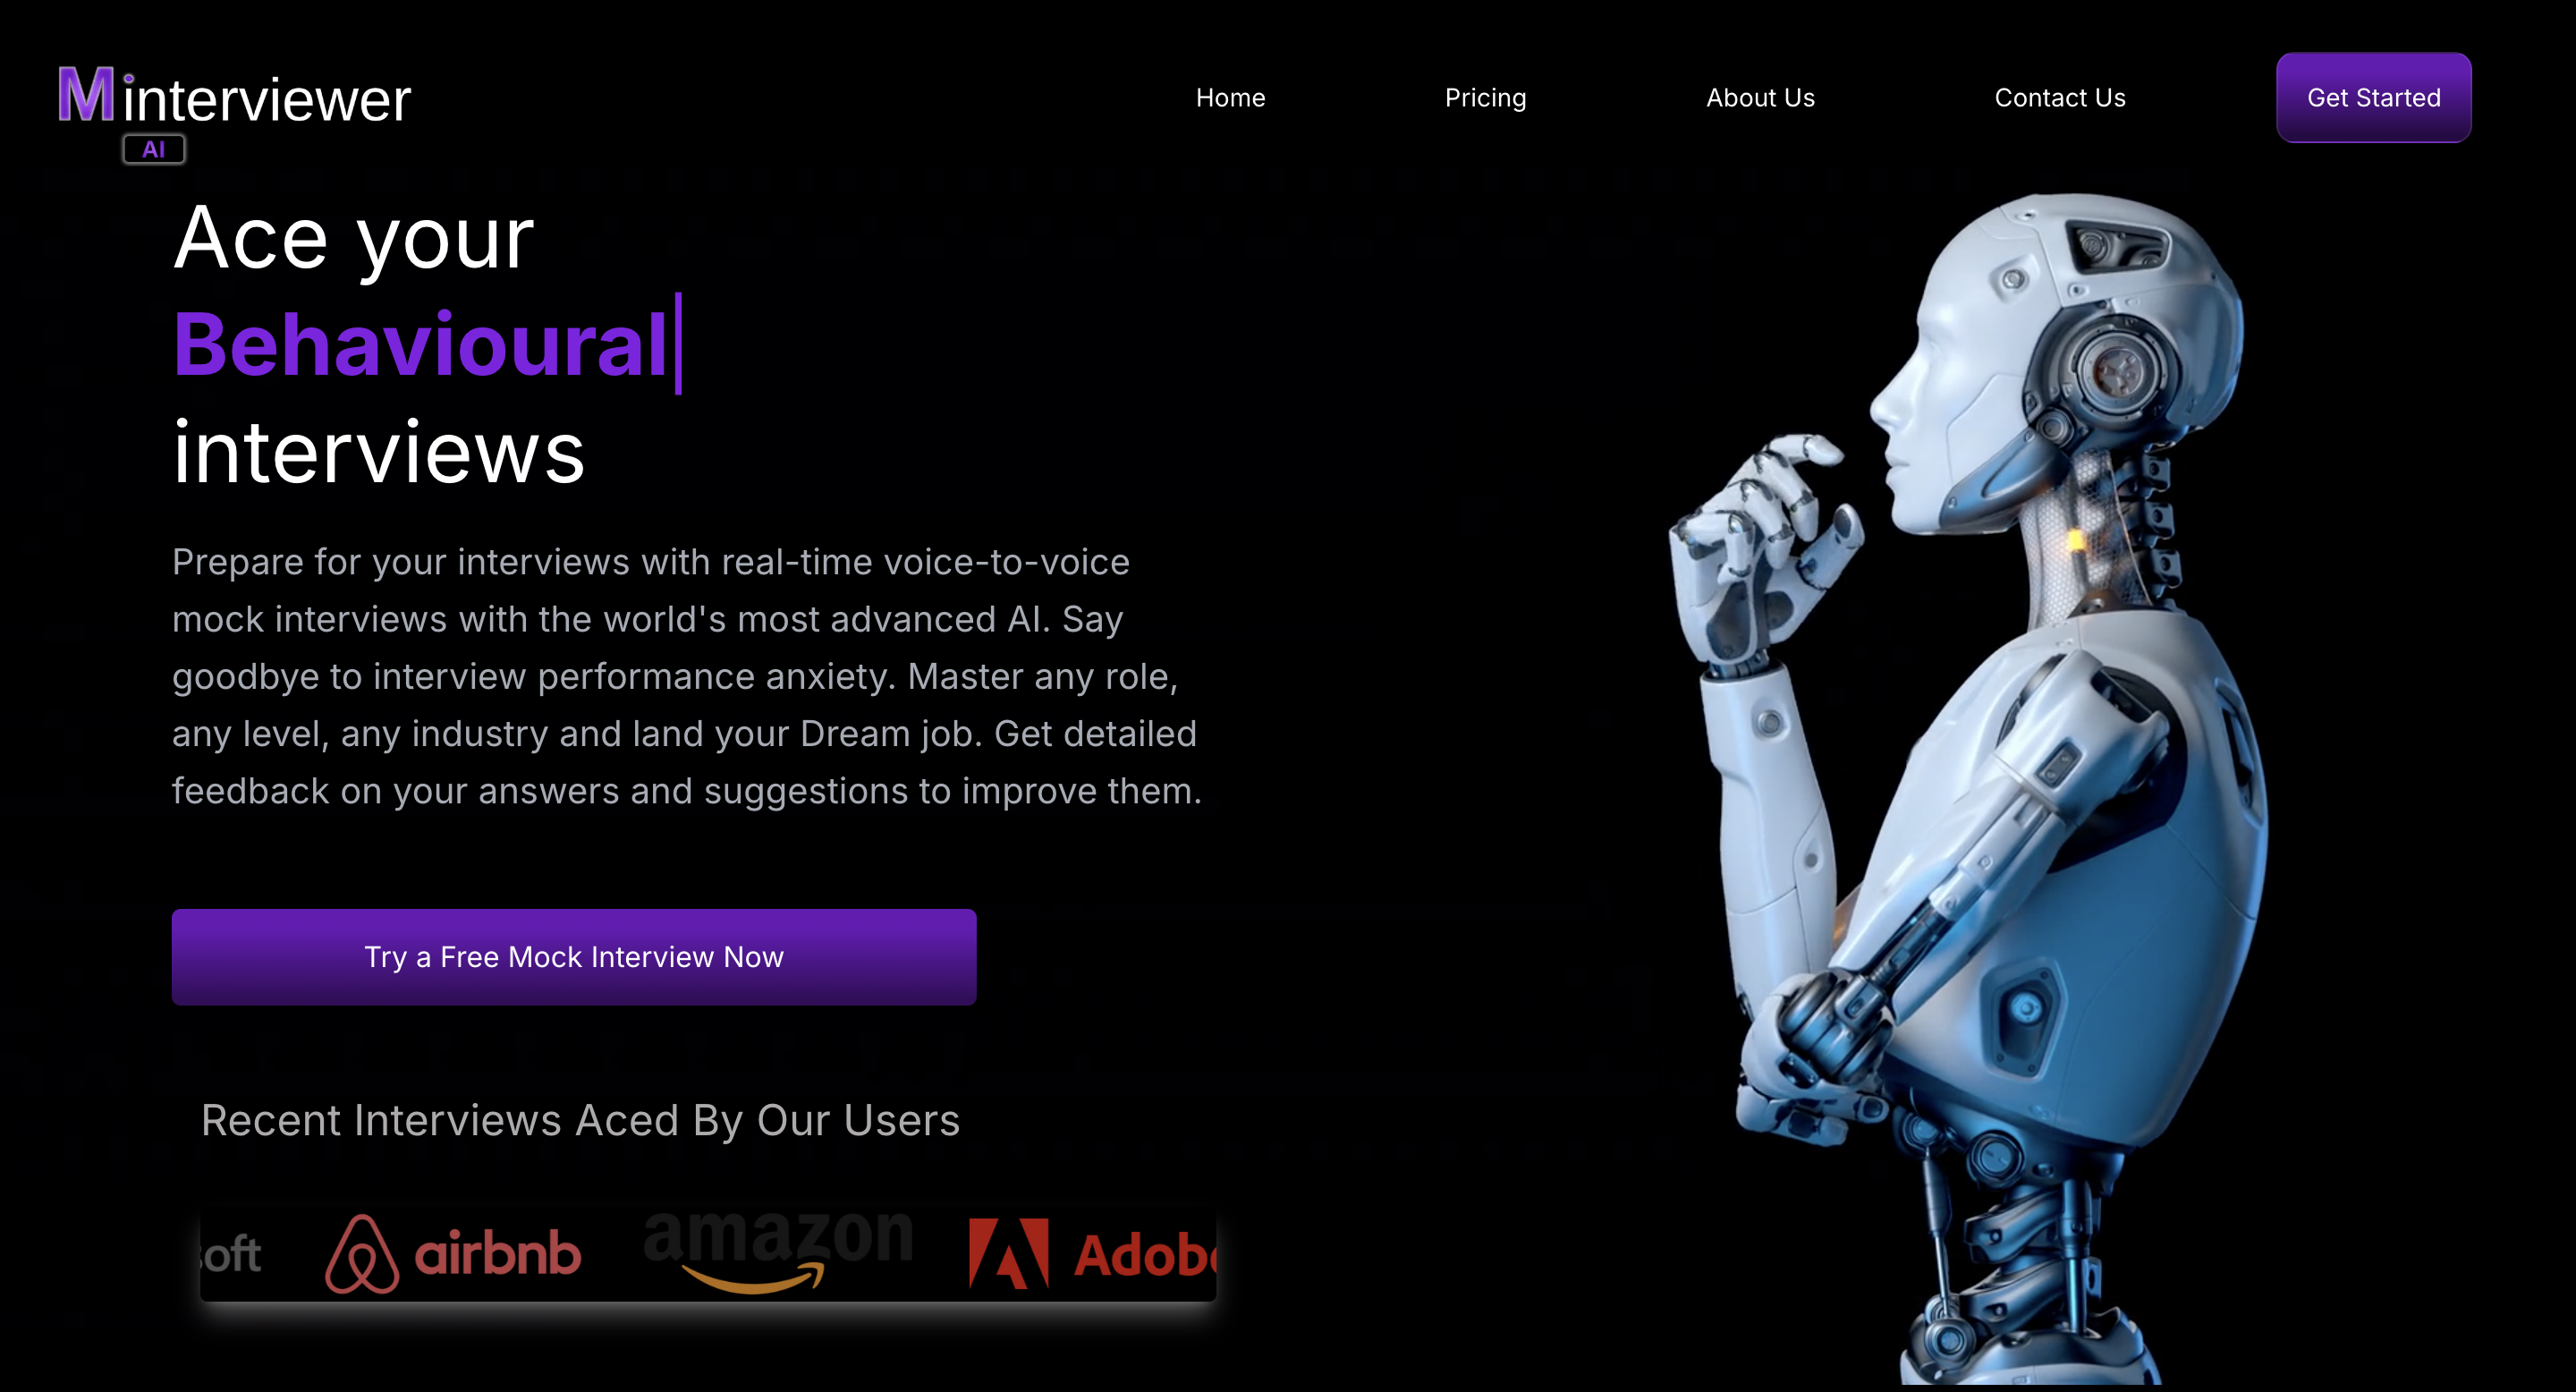 Minterviewer
AI
Home
Pricing
About Us
Contact Us
Get Started
Ace your
Behavioural
interviews
Prepare for your interviews with real-time voice-to-voice
mock interviews with the world's most advanced AI. Say
goodbye to interview performance anxiety. Master any role,
any level, any industry and land your Dream job. Get detailed
feedback on your answers and suggestions to improve them.
Try a Free Mock Interview Now
Recent Interviews Aced By Our Users
soft
airbnb
amazon
Adobe